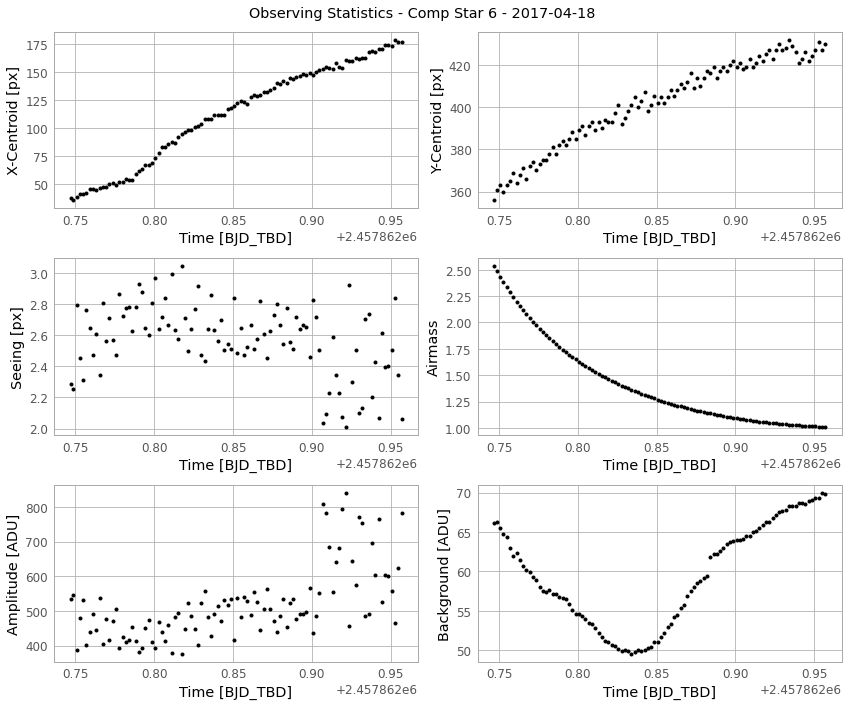 Observing Statistics - Comp Star 6 - 2017-04-18
X-Centroid [px]
175
150
125
100
75
50
0.75 0.80 0.85 0.90 0.95
Time [BJD_TBD] +2.457862e6
Y-Centroid [px]
420
400
380
360
0.75 0.80 0.85 0.90 0.95
Time [BJD_TBD] +2.457862e6
Seeing [px]
3.0
2.8
2.6
2.4
2.2
2.0
0.75 0.80 0.85 0.90 0.95
Time [BJD_TBD] +2.457862e6
Airmass
2.50
2.25
2.00
1.75
1.50
1.25
1.00
0.75 0.80 0.85 0.90 0.95
Time [BJD_TBD] +2.457862e6
Amplitude [ADU]
800
700
600
500
400
0.75 0.80 0.85 0.90 0.95
Time [BJD_TBD] +2.457862e6
Background [ADU]
70
65
60
55
50
0.75 0.80 0.85 0.90 0.95
Time [BJD_TBD] +2.457862e6